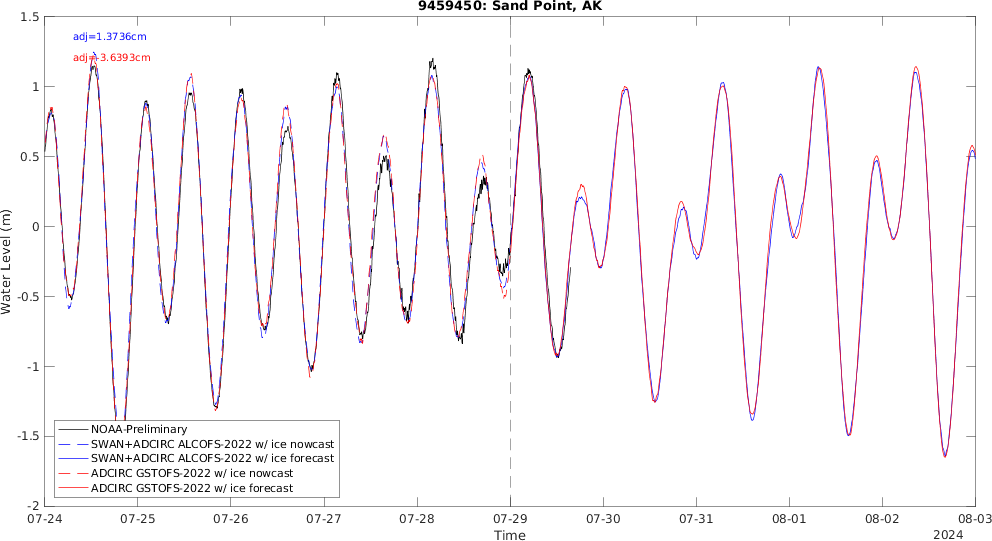 9459450: Sand Point, AK
adj=1.3736cm
adj=-3.6393cm
Water Level (m)
1.5
1
0.5
0
-0.5
-1
-1.5
-2
NOAA-Preliminary
SWAN+ADCIRC ALCOFS-2022 w/ ice nowcast
SWAN+ADCIRC ALCOFS-2022 w/ ice forecast
ADCIRC GSTOFS-2022 w/ ice nowcast
ADCIRC GSTOFS-2022 w/ ice forecast
07-24 07-25 07-26 07-27 07-28 07-29 07-30 07-31 08-01 08-02 08-03
Time
2024